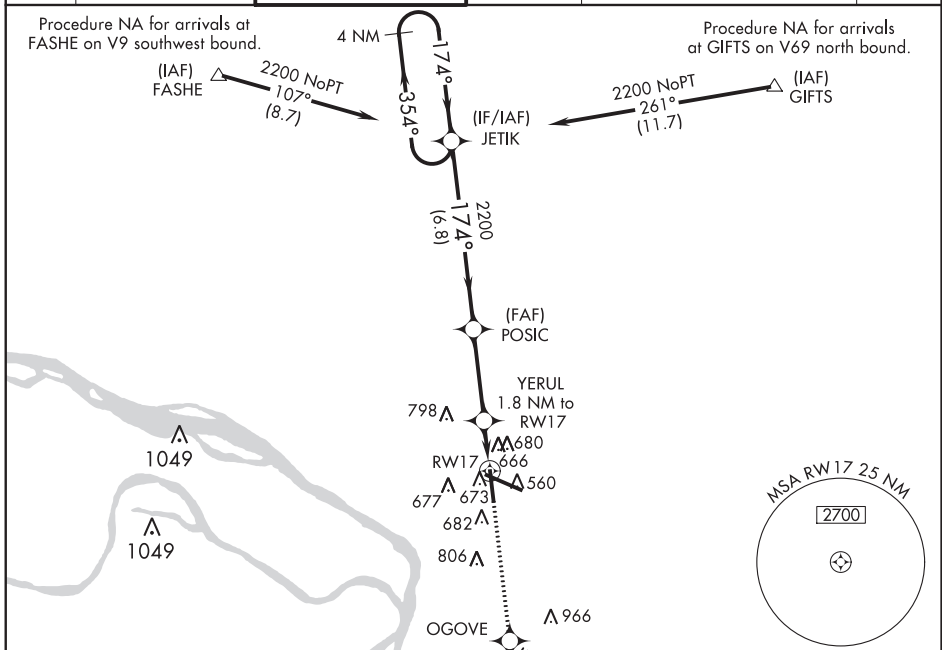 Procedure NA for arrivals at
FASHE on V9 southwest bound.
Procedure NA for arrivals
at GIFTS on V69 north bound.
4 NM
174°
354°
(IAF)
FASHE
2200 NoPT
107°
(8.7)
(IF/IAF)
JETIK
2200 NoPT
261°
(11.7)
(IAF)
GIFTS
2200
174°
(6.8)
(FAF)
POSIC
YERUL
1.8 NM to
RW17
798
680
666
RW17
1049
677
673
560
682
1049
806
966
OGOVE
MSA RW17 25 NM
2700